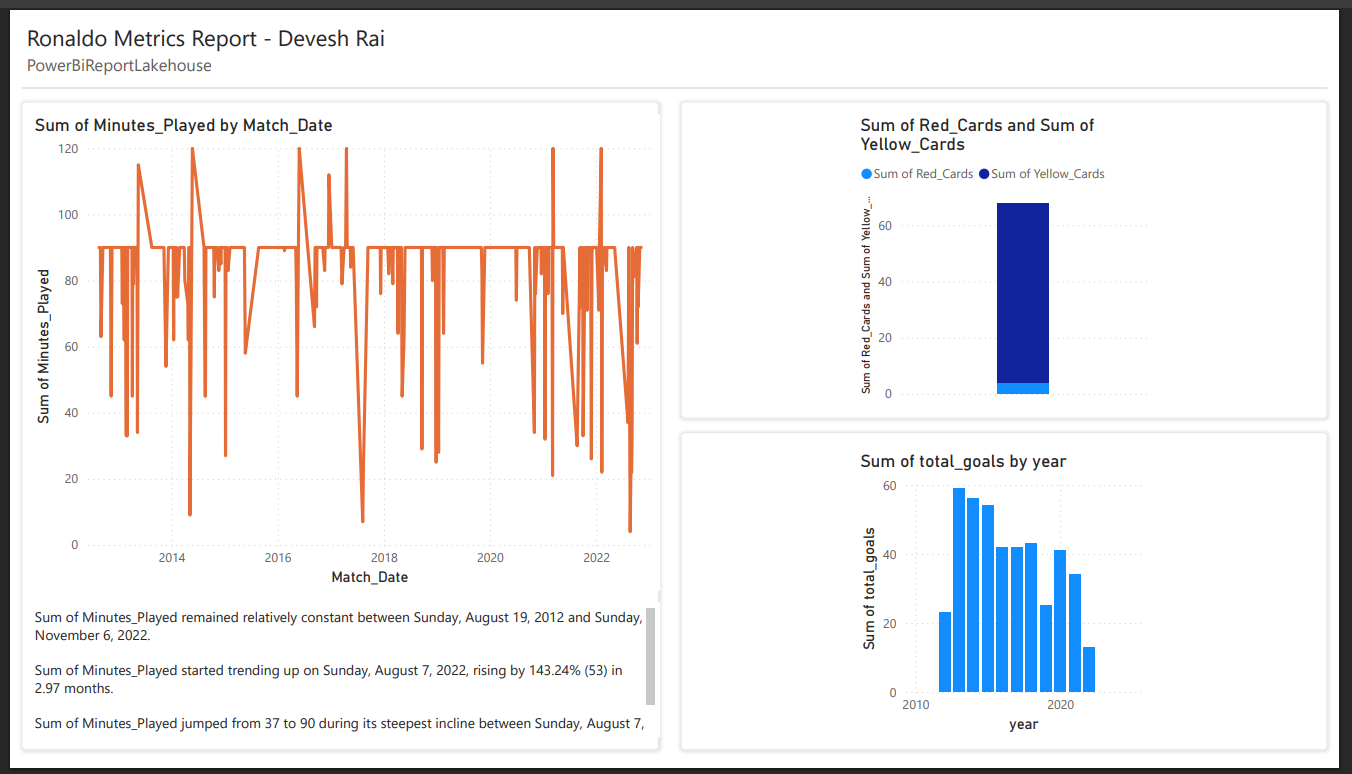 Ronaldo Metrics Report - Devesh Rai
PowerBiReportLakehouse
Sum of Minutes_Played by Match_Date
120
100
80
60
40
20
0
Sum of Minutes_Played
2014
2016
2018
2020
2022
Match_Date
Sum of Minutes_Played remained relatively constant between Sunday, August 19, 2012 and Sunday,
November 6, 2022.
Sum of Minutes_Played started trending up on Sunday, August 7, 2022, rising by 143.24% (53) in
2.97 months.
Sum of Minutes_Played jumped from 37 to 90 during its steepest incline between Sunday, August 7,
Sum of Red_Cards and Sum of
Yellow_Cards
Sum of Red_Cards
Sum of Yellow_Cards
Sum of Red_Cards and Sum of Yellow_...
60
40
20
0
Sum of total_goals by year
60
40
20
0
Sum of total_goals
2010
2020
year